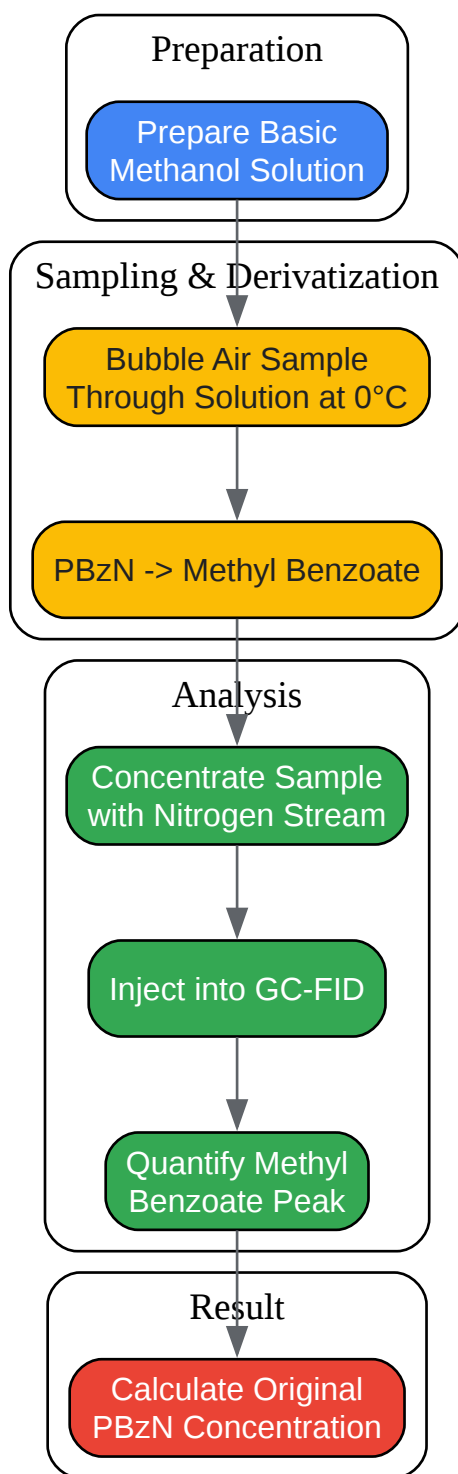 Preparation
Prepare Basic
Methanol Solution
Sampling & Derivatization
Bubble Air Sample
Through Solution at 0°C
PBzN -> Methyl Benzoate
Analysis
Concentrate Sample
with Nitrogen Stream
Inject into GC-FID
Quantify Methyl
Benzoate Peak
Result
Calculate Original
PBzN Concentration